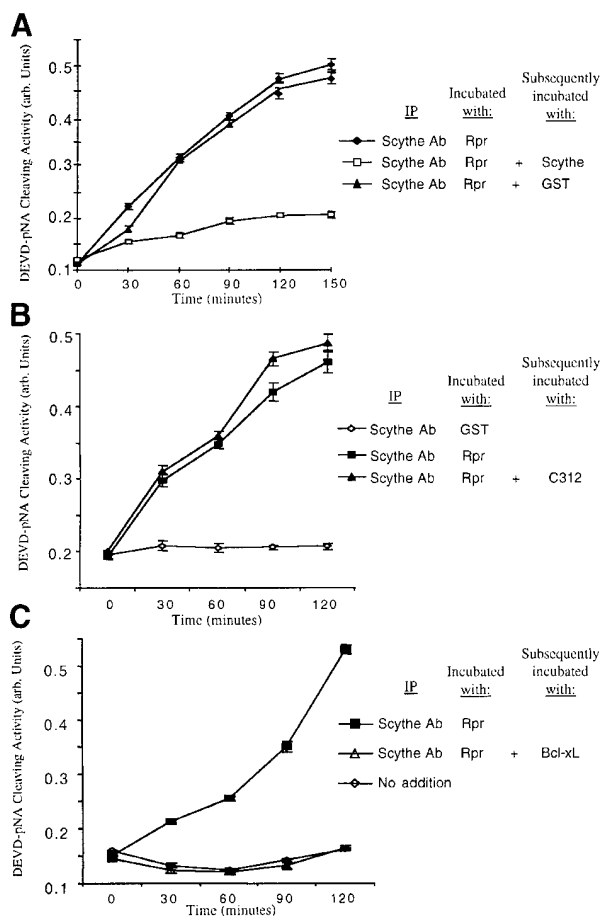 A
DEVD-pNA Cleaving Activity (arb. Units)
0.5
0.4
0.3
0.2
0.1
0 30 60 90 120 150
Time (minutes)
IP
Incubated
with:
Subsequently
incubated
with:
Scythe Ab Rpr
Scythe Ab Rpr + Scythe
Scythe Ab Rpr + GST
B
DEVD-pNA Cleaving Activity (arb. Units)
0.5
0.4
0.3
0.2
0 30 60 90 120
Time (minutes)
IP
Incubated
with:
Subsequently
incubated
with:
Scythe Ab GST
Scythe Ab Rpr
Scythe Ab Rpr + C312
C
DEVD-pNA Cleaving Activity (arb. Units)
0.5
0.4
0.3
0.2
0.1
0 30 60 90 120
Time (minutes)
IP
Incubated
with:
Subsequently
incubated
with:
Scythe Ab Rpr
Scythe Ab Rpr + Bcl-xL
No addition